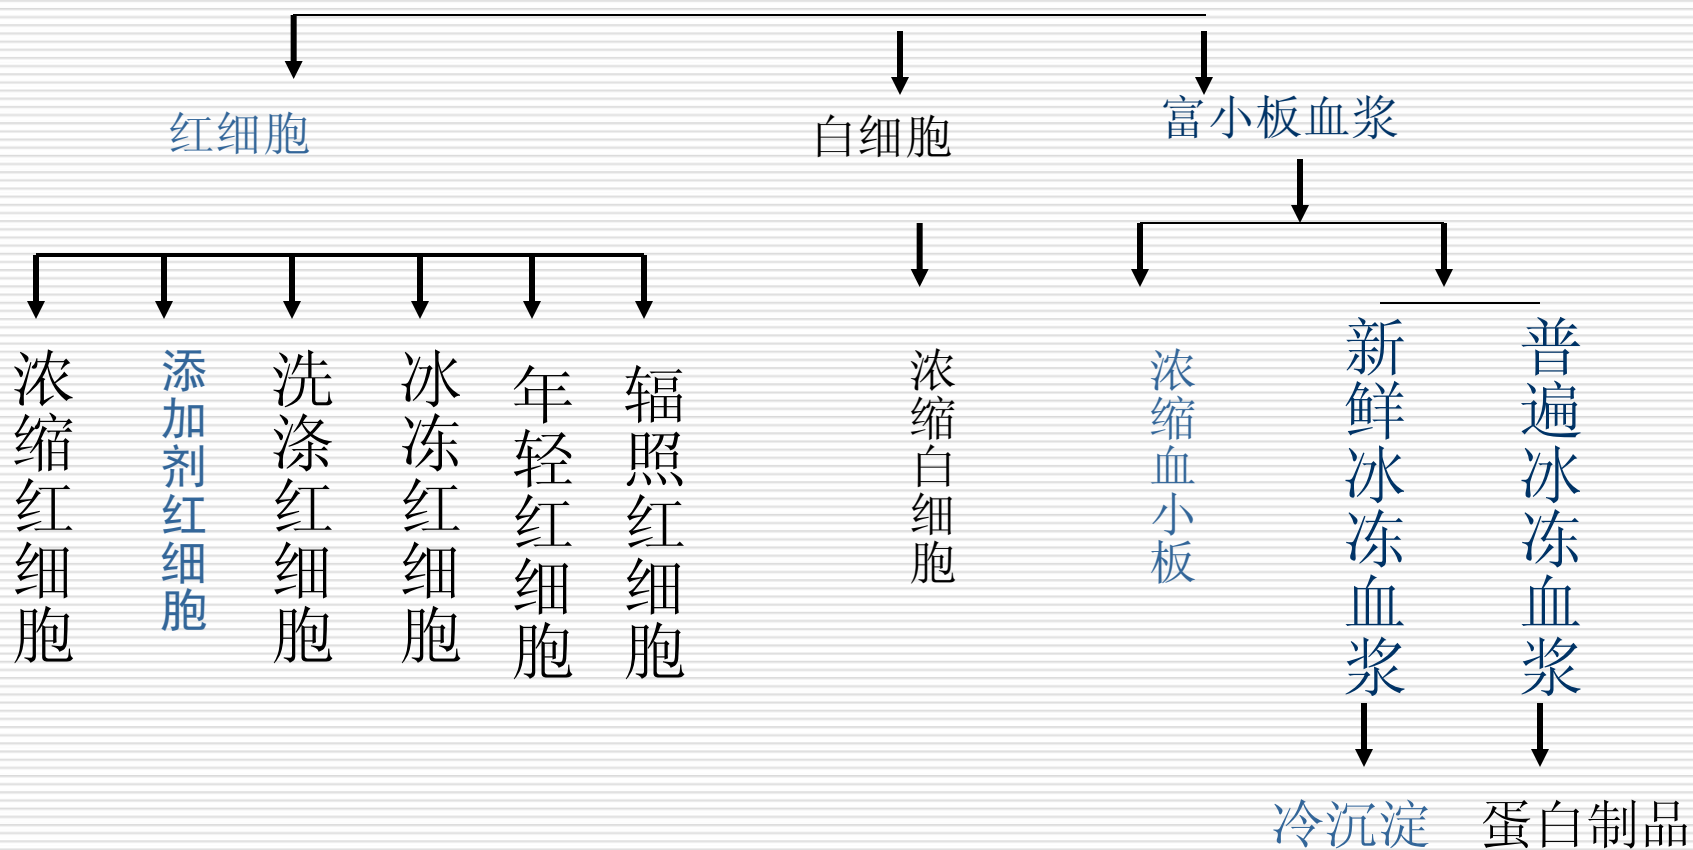 红细胞
白细胞
富小板血浆
浓缩红细胞
添加剂红细胞
洗涤红细胞
冰冻红细胞
年轻红细胞
辐照红细胞
浓缩白细胞
浓缩血小板
新鲜冰冻血浆
普遍冰冻血浆
冷沉淀
蛋白制品